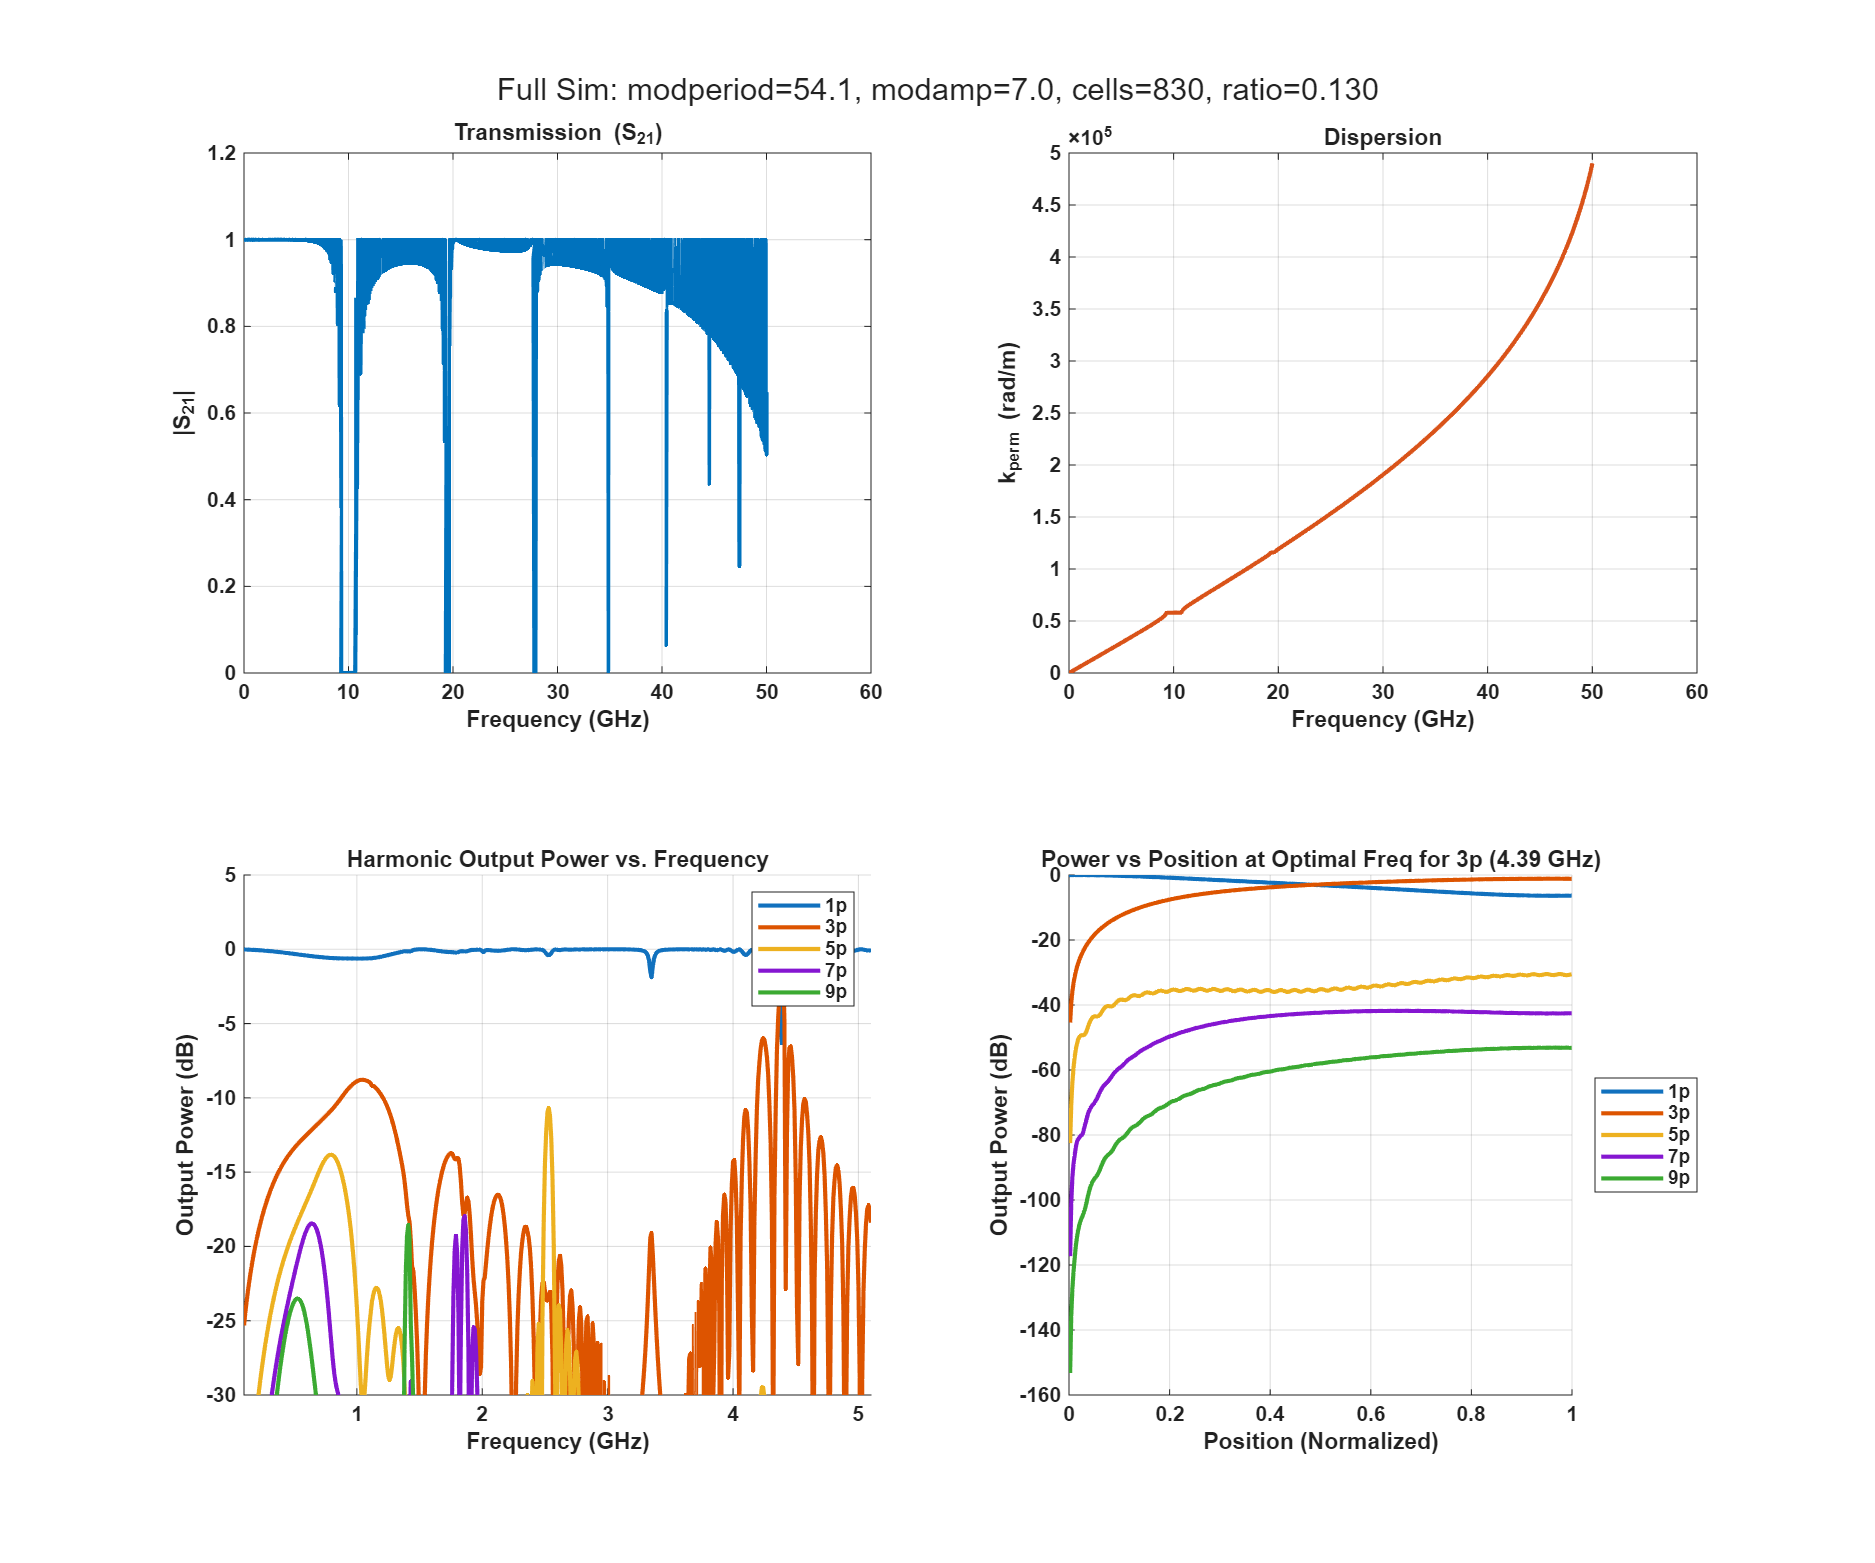 Full Sim: modperiod=54.1, modamp=7.0, cells=830, ratio=0.130
Transmission (S21)
1.2
1
0.8
0.6
0.4
0.2
0
|S21|
0 10 20 30 40 50 60
Frequency (GHz)
Dispersion
×10^5
5
4.5
4
3.5
3
2.5
2
1.5
1
0.5
0
kperm (rad/m)
0 10 20 30 40 50 60
Frequency (GHz)
Harmonic Output Power vs. Frequency
5
0
-5
-10
-15
-20
-25
-30
Output Power (dB)
1p
3p
5p
7p
9p
1 2 3 4 5
Frequency (GHz)
Power vs Position at Optimal Freq for 3p (4.39 GHz)
0
-20
-40
-60
-80
-100
-120
-140
-160
Output Power (dB)
0 0.2 0.4 0.6 0.8 1
Position (Normalized)
1p
3p
5p
7p
9p